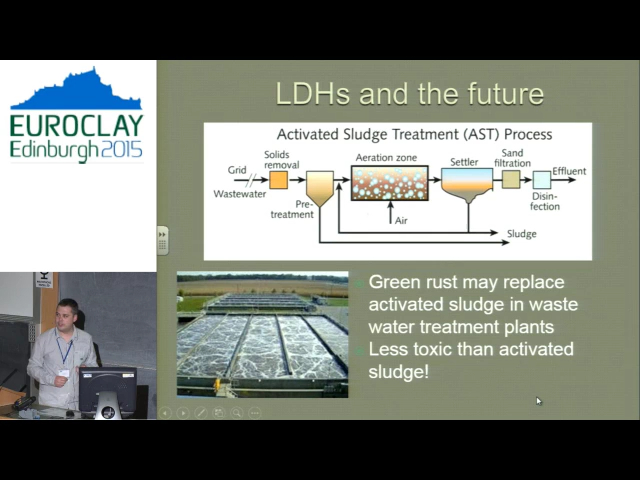 EUROCLAY
Edinburgh 2015
LDHs and the future
Activated Sludge Treatment (AST) Process
Grid
Wastewater
Solids
removal
Pre-
treatment
Aeration zone
Air
Settler
Sand
filtration
Disin-
fection
Effluent
Sludge
Green rust may replace
activated sludge in waste
water treatment plants
Less toxic than activated
sludge!